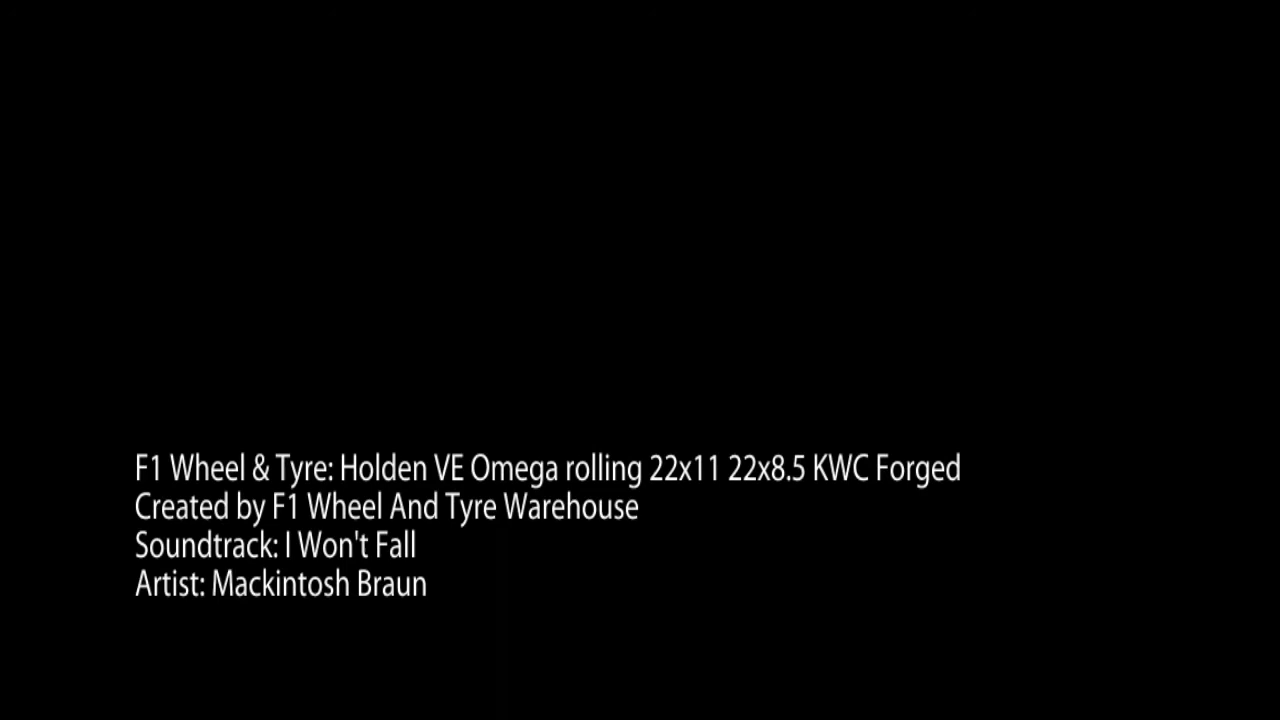 F1 Wheel & Tyre: Holden VE Omega rolling 22x11 22x8.5 KWC Forged
Created by F1 Wheel And Tyre Warehouse
Soundtrack: I Won't Fall
Artist: Mackintosh Braun